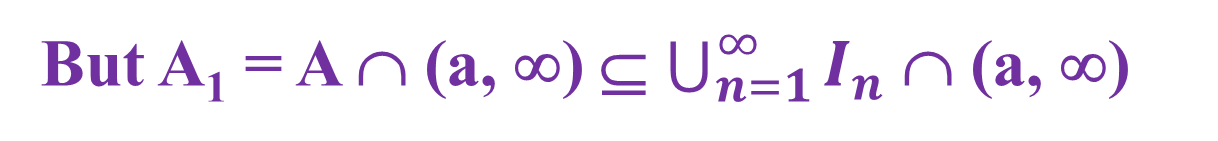 But A₁ = A ∩ (a, ∞) ⊆ ⋃ₙ₌₁^∞ Iₙ ∩ (a, ∞)